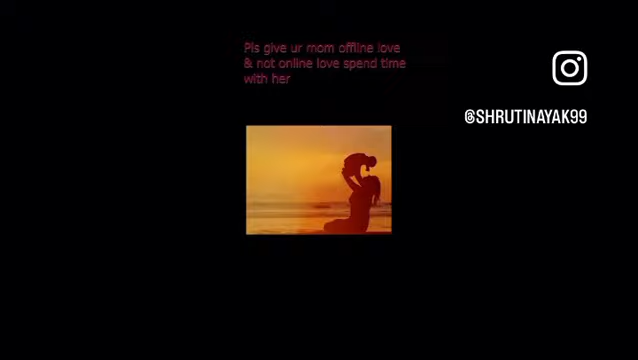 Pls give ur mom offline love
& not online love spend time
with her
@SHRUTINAYAK99